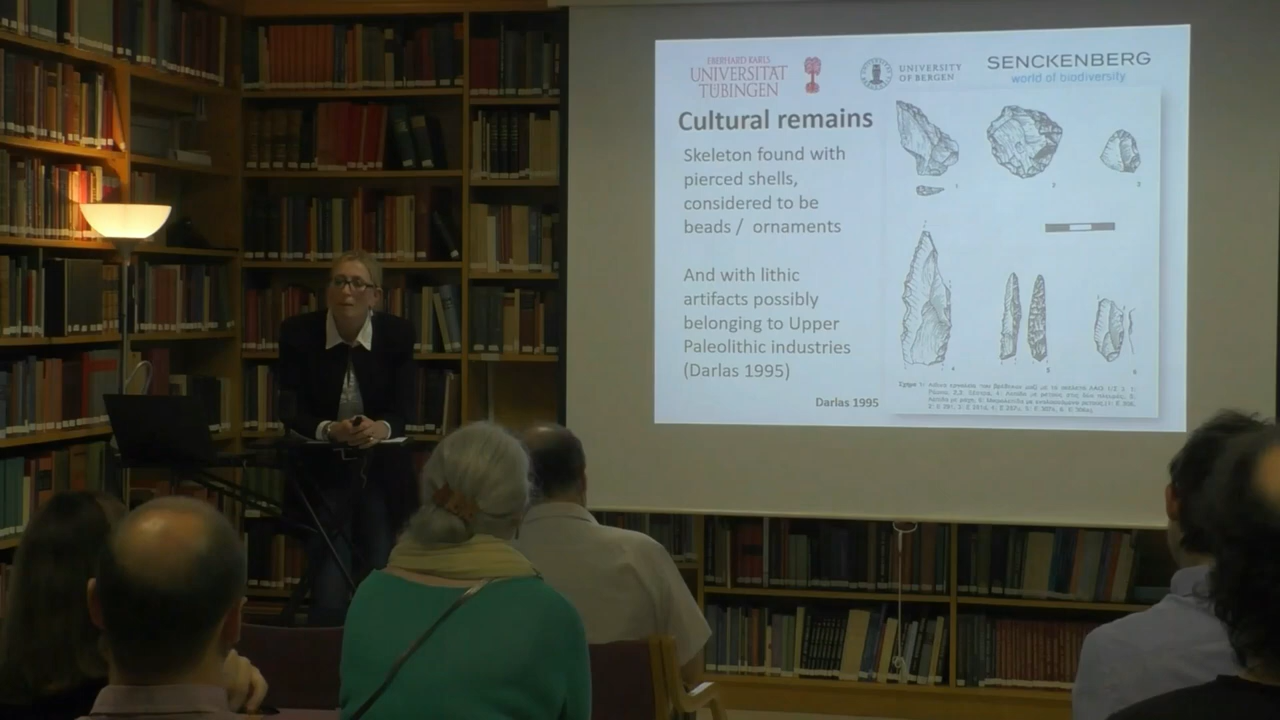 EBERHARD KARLS
UNIVERSITÄT
TÜBINGEN
UNIVERSITY
OF BERGEN
SENCKENBERG
world of biodiversity
Cultural remains
Skeleton found with
pierced shells,
considered to be
beads / ornaments
And with lithic
artifacts possibly
belonging to Upper
Paleolithic industries
(Darlas 1995)
Darlas 1995